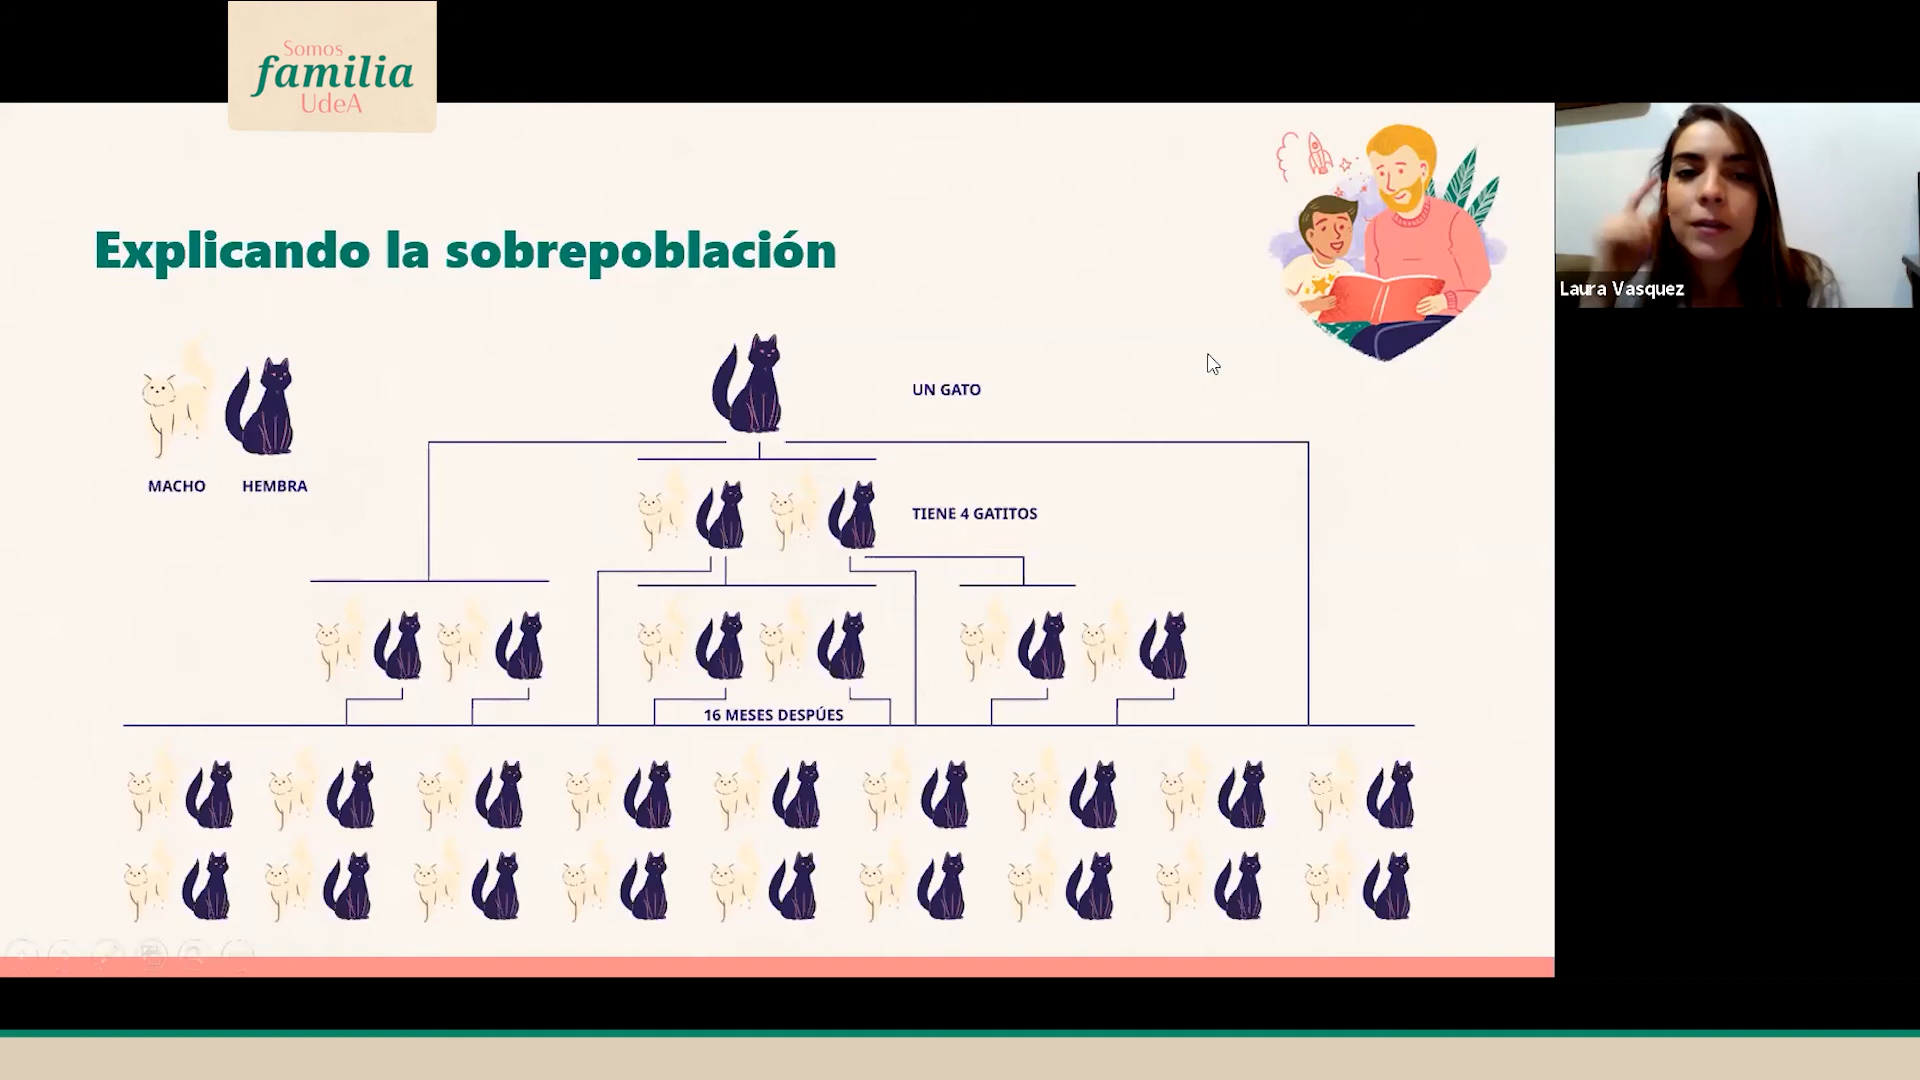 Somos
familia
UdeA
Explicando la sobrepoblación
Laura Vasquez
UN GATO
MACHO HEMBRA
TIENE 4 GATITOS
16 MESES DESPÚES